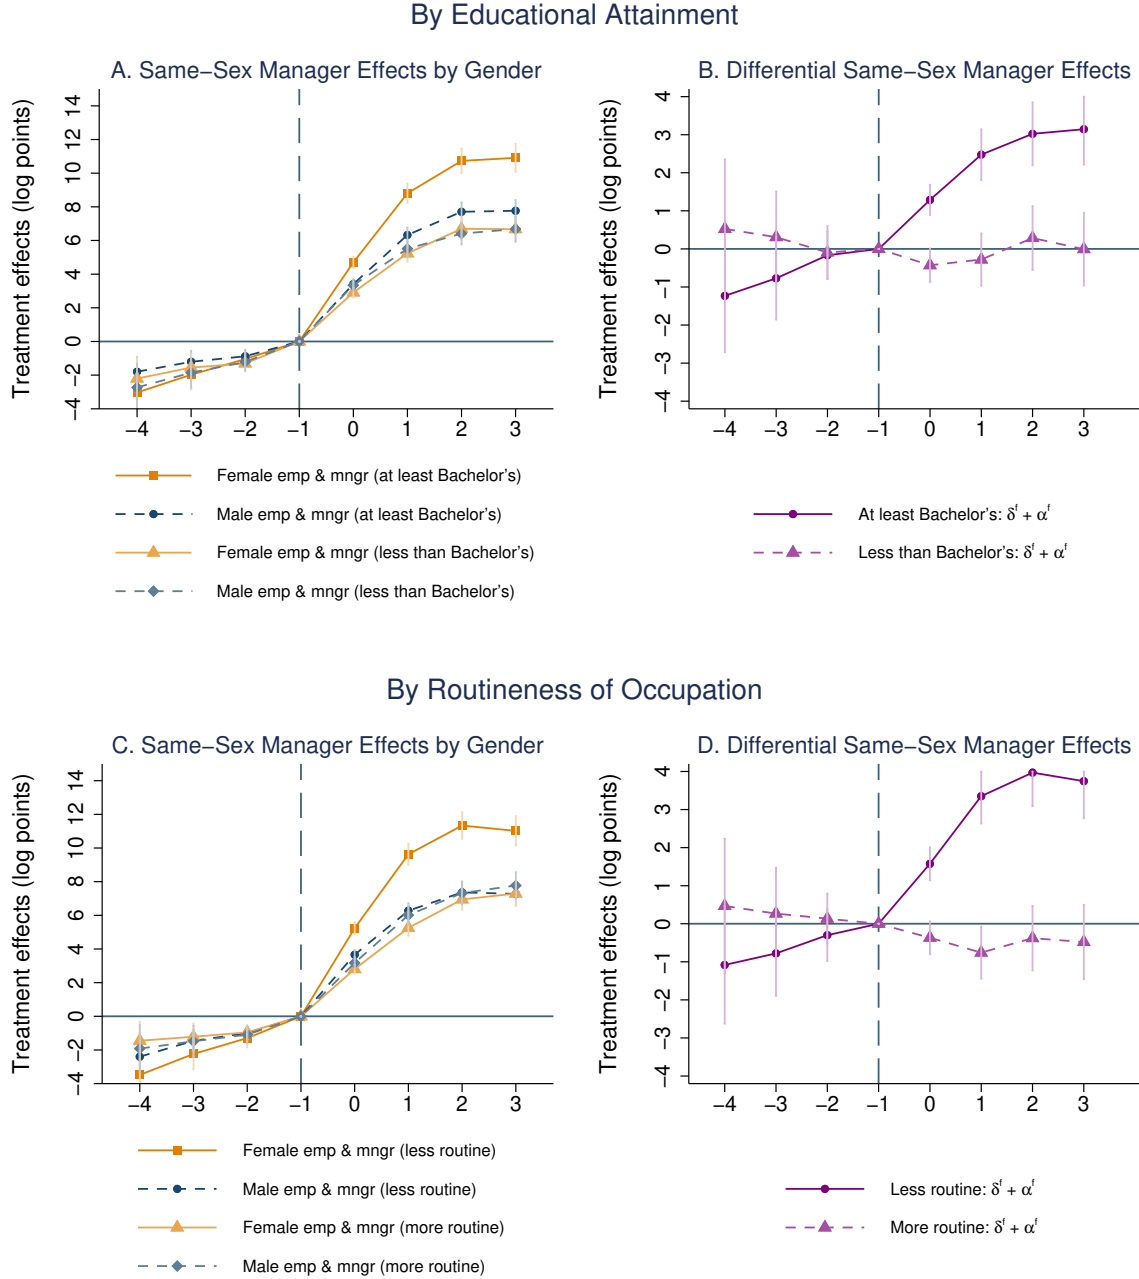 By Educational Attainment
A. Same−Sex Manager Effects by Gender
Treatment effects (log points)
14
12
10
8
6
4
2
0
−2
−4
−4 −3 −2 −1 0 1 2 3
Female emp & mngr (at least Bachelor's)
Male emp & mngr (at least Bachelor's)
Female emp & mngr (less than Bachelor's)
Male emp & mngr (less than Bachelor's)
B. Differential Same−Sex Manager Effects
Treatment effects (log points)
4
3
2
1
0
−1
−2
−3
−4
−4 −3 −2 −1 0 1 2 3
At least Bachelor's: δᶠ + αᶠ
Less than Bachelor's: δᶠ + αᶠ
By Routineness of Occupation
C. Same−Sex Manager Effects by Gender
Treatment effects (log points)
14
12
10
8
6
4
2
0
−2
−4
−4 −3 −2 −1 0 1 2 3
Female emp & mngr (less routine)
Male emp & mngr (less routine)
Female emp & mngr (more routine)
Male emp & mngr (more routine)
D. Differential Same−Sex Manager Effects
Treatment effects (log points)
4
3
2
1
0
−1
−2
−3
−4
−4 −3 −2 −1 0 1 2 3
Less routine: δᶠ + αᶠ
More routine: δᶠ + αᶠ